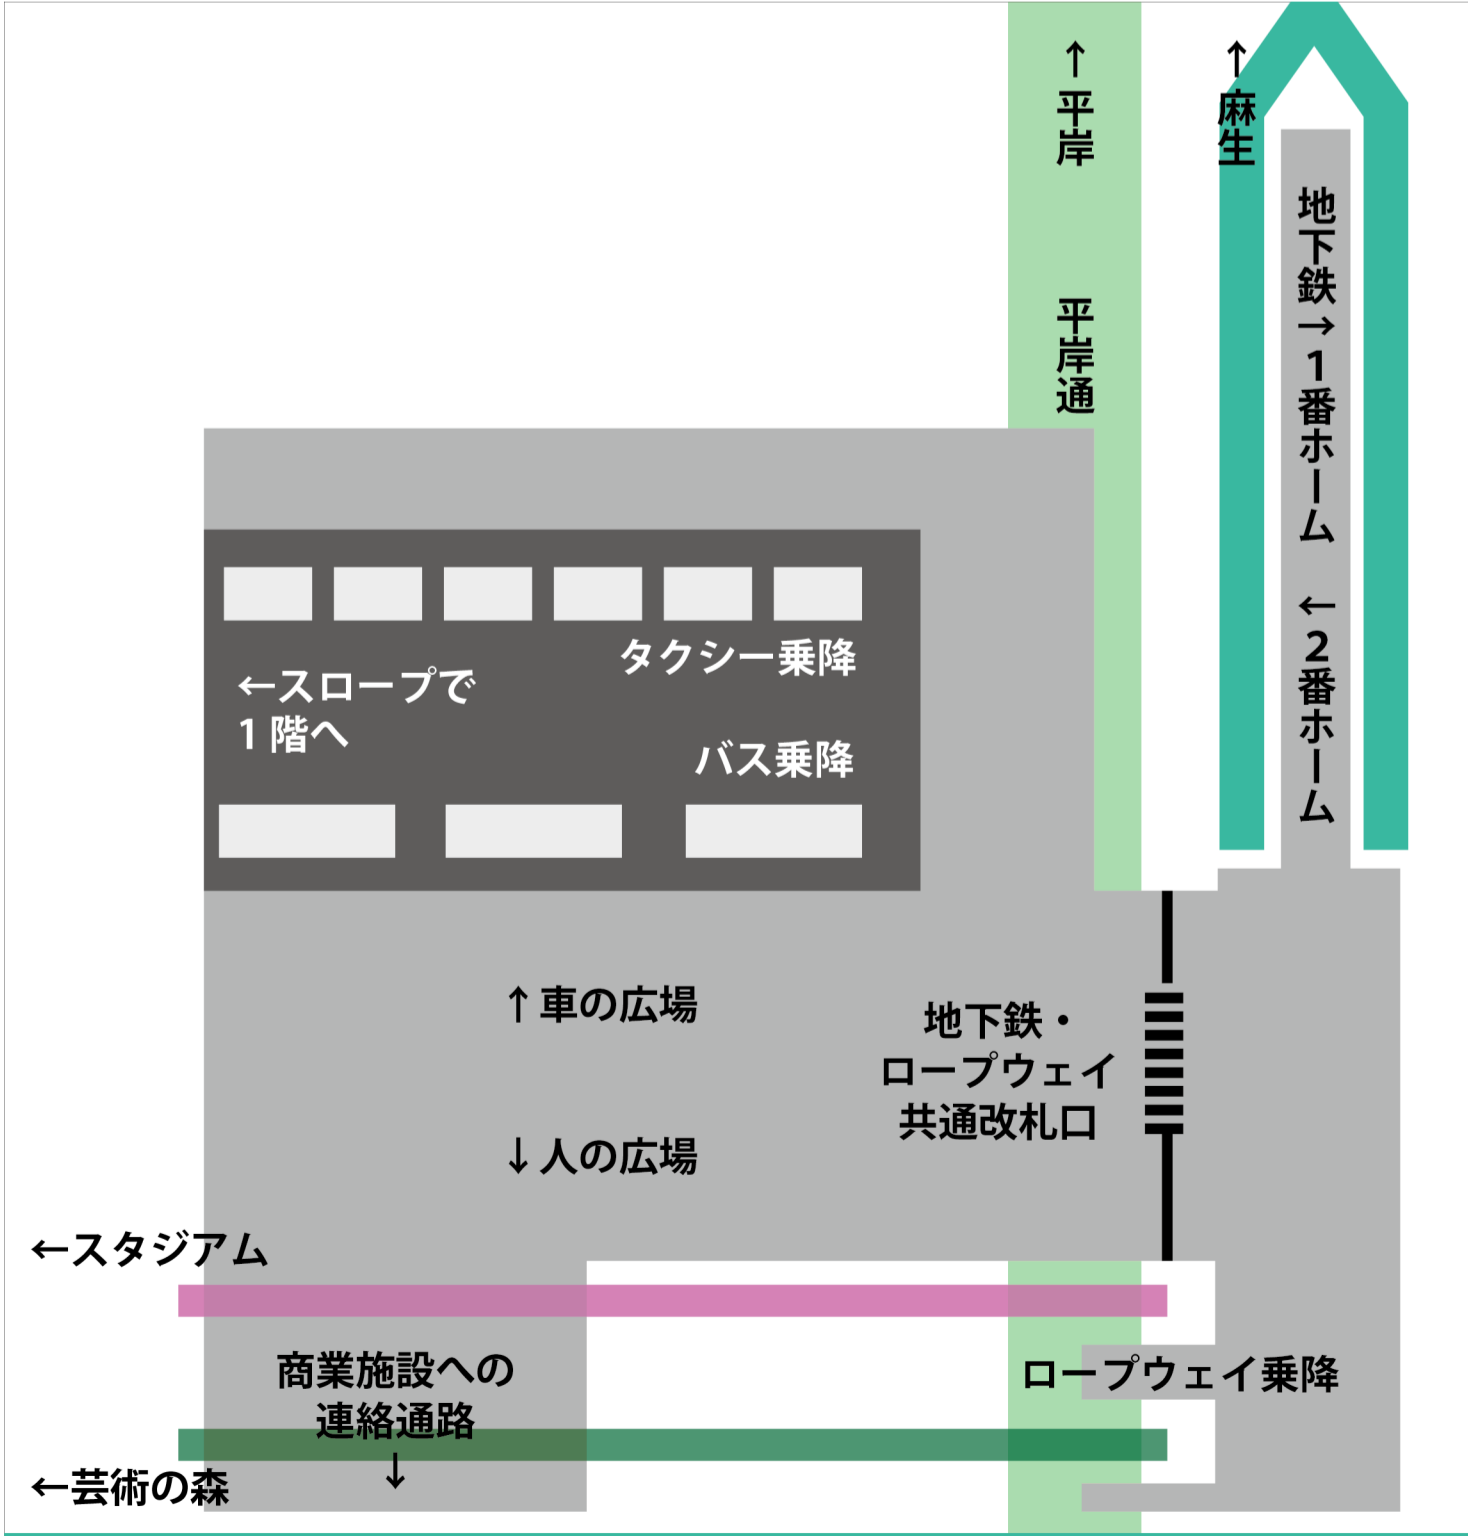 ↑平岸
↑麻生
平岸通
地下鉄→1番ホーム ←2番ホーム
タクシー乗降
←スロープで
1階へ
バス乗降
↑車の広場
地下鉄・
ロープウェイ
共通改札口
↓人の広場
←スタジアム
商業施設への
連絡通路
↓
ロープウェイ乗降
←芸術の森